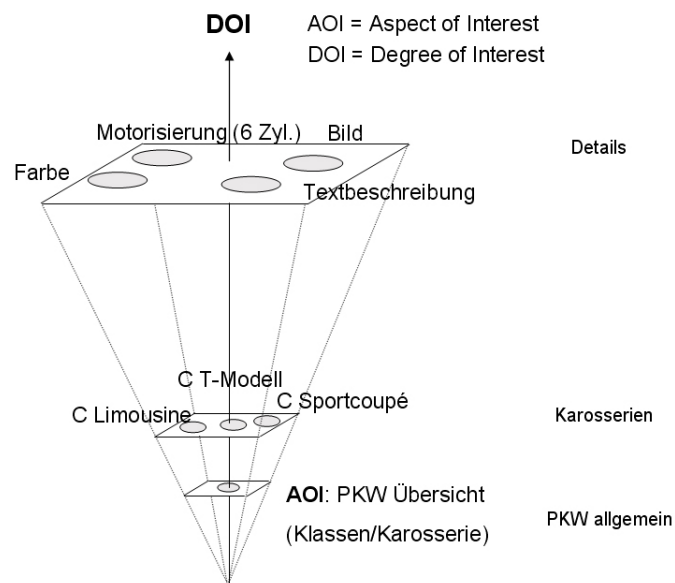 DOI
AOI = Aspect of Interest
DOI = Degree of Interest
Motorisierung (6 Zyl.)
Bild
Details
Farbe
Textbeschreibung
C T-Modell
C Sportcoupé
C Limousine
Karosserien
AOI: PKW Übersicht
(Klassen/Karosserie)
PKW allgemein